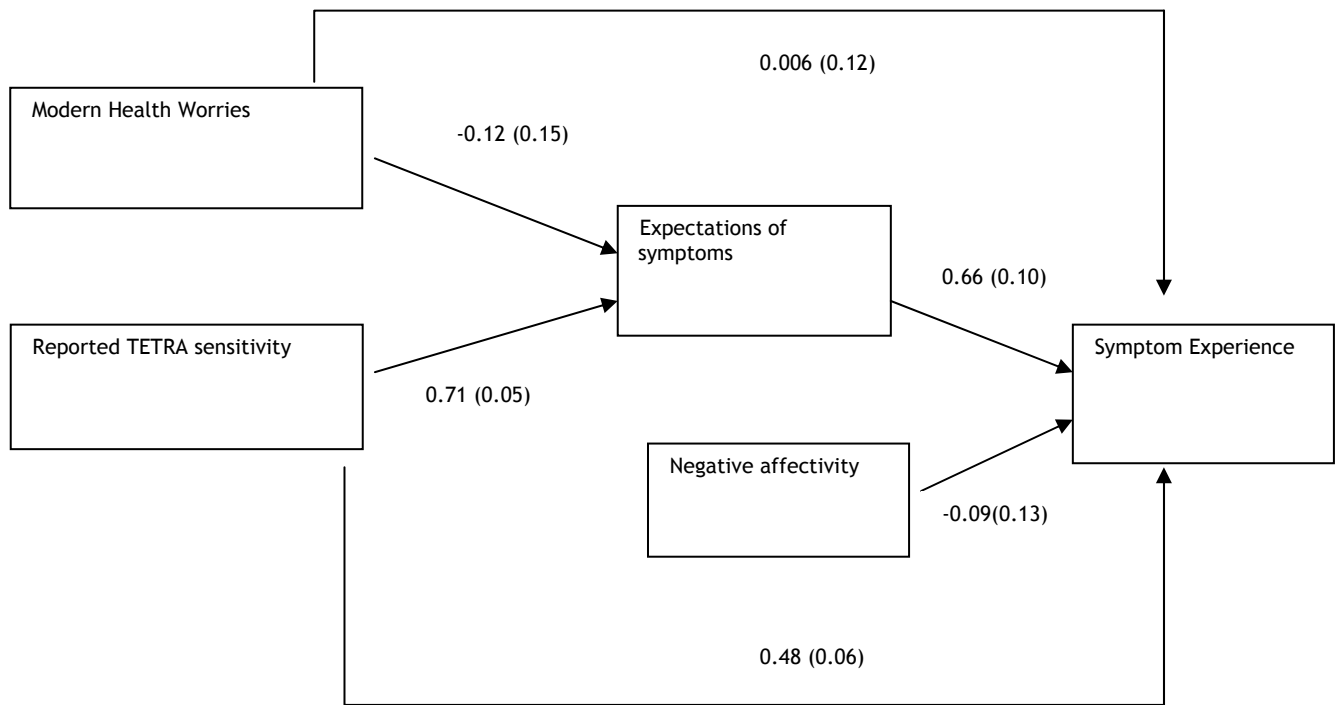 0.006 (0.12)
Modern Health Worries
-0.12 (0.15)
Expectations of
symptoms
0.66 (0.10)
Reported TETRA sensitivity
Symptom Experience
0.71 (0.05)
Negative affectivity
-0.09(0.13)
0.48 (0.06)